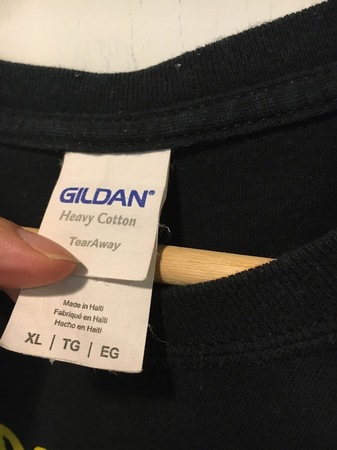 GILDAN®
Heavy Cotton
TearAway
Made in Haiti
Fabriqué en Haïti
Hecho en Haití
XL | TG | EG